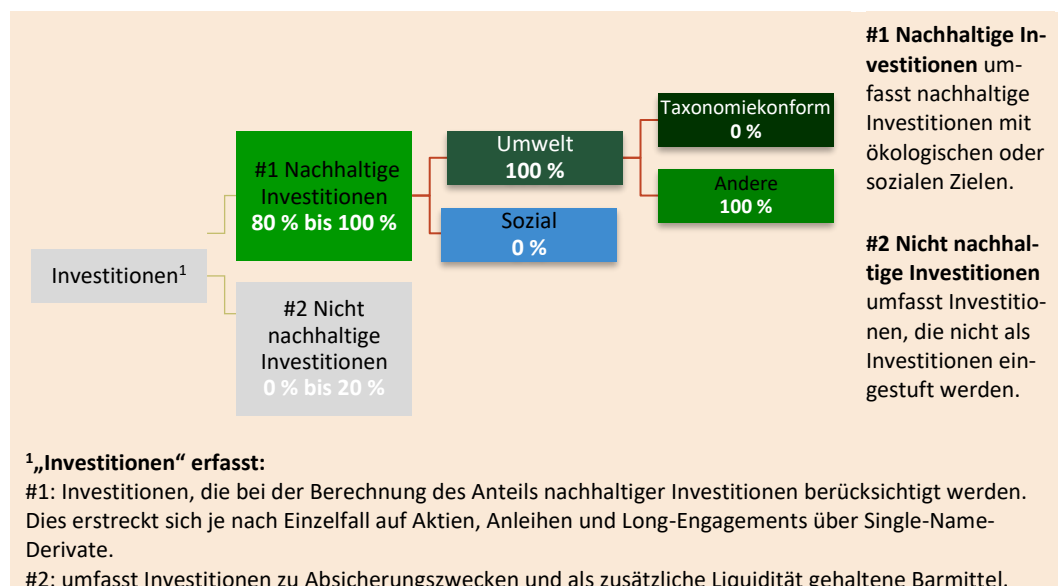 Investitionen¹
#1 Nachhaltige
Investitionen
80 % bis 100 %
#2 Nicht
nachhaltige
Investitionen
0 % bis 20 %
Umwelt
100 %
Sozial
0 %
Taxonomiekonform
0 %
Andere
100 %
#1 Nachhaltige In-
vestitionen um-
fasst nachhaltige
Investitionen mit
ökologischen oder
sozialen Zielen.
#2 Nicht nachhal-
tige Investitionen
umfasst Investitio-
nen, die nicht als
Investitionen ein-
gestuft werden.
¹„Investitionen“ erfasst:
#1: Investitionen, die bei der Berechnung des Anteils nachhaltiger Investitionen berücksichtigt werden.
Dies erstreckt sich je nach Einzelfall auf Aktien, Anleihen und Long-Engagements über Single-Name-
Derivate.
#2: umfasst Investitionen zu Absicherungszwecken und als zusätzliche Liquidität gehaltene Barmittel.